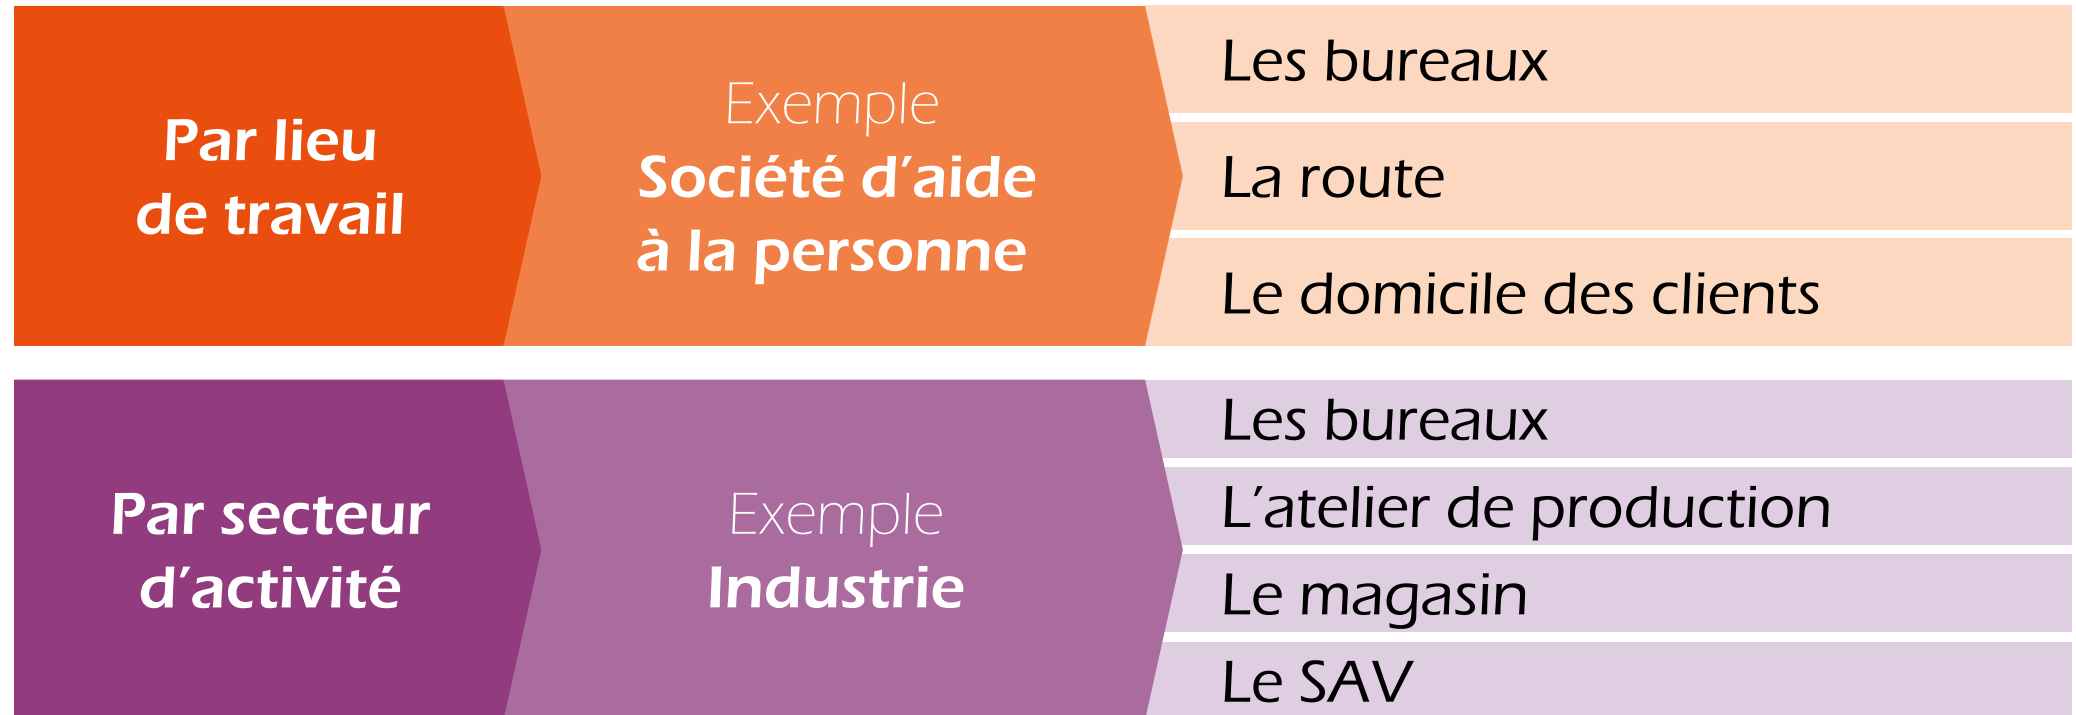 Par lieu
de travail
Exemple
Société d’aide
à la personne
Les bureaux
La route
Le domicile des clients
Par secteur
d’activité
Exemple
Industrie
Les bureaux
L’atelier de production
Le magasin
Le SAV